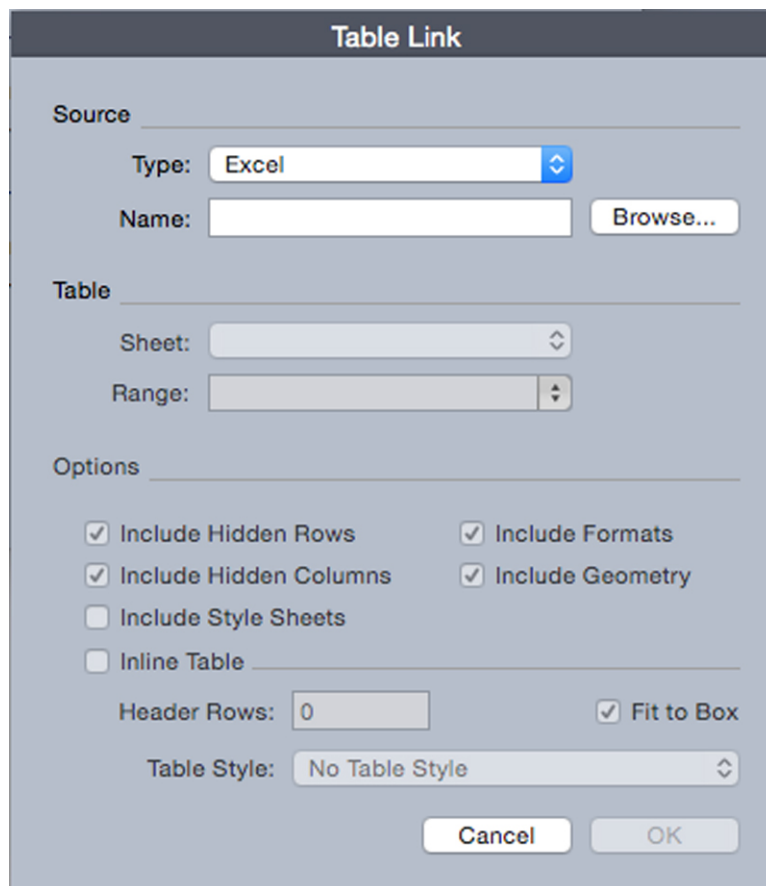 Table Link
Source
Type: Excel
Name: Browse...
Table
Sheet:
Range:
Options
Include Hidden Rows Include Formats
Include Hidden Columns Include Geometry
Include Style Sheets
Inline Table
Header Rows: 0 Fit to Box
Table Style: No Table Style
Cancel OK